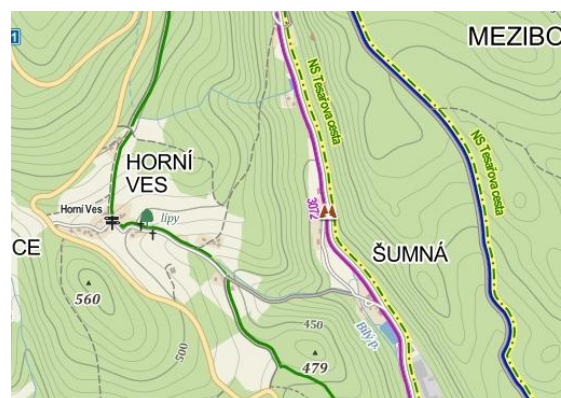 1
MEZIBO
NS Tesařova cesta
NS Tesařova cesta
HORNÍ
VES
Horní Ves
lípy
3072
CE
ŠUMNÁ
560
500
450
Bílý p.
479